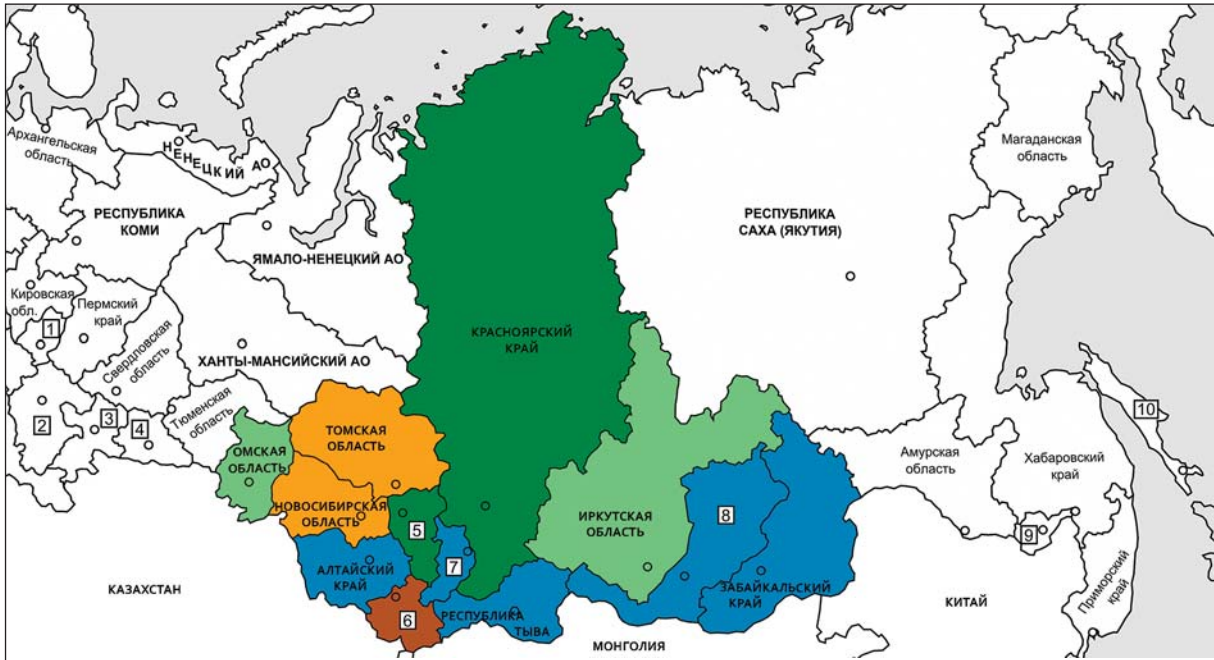 Архангельская
область
НЕНЕЦКИЙ АО
РЕСПУБЛИКА
КОМИ
ЯМАЛО-НЕНЕЦКИЙ АО
Кировская
обл.
Пермский
край
1
Свердловская
область
ХАНТЫ-МАНСИЙСКИЙ АО
2
3
4
Тюменская
область
ОМСКАЯ
ОБЛАСТЬ
ТОМСКАЯ
ОБЛАСТЬ
НОВОСИБИРСКАЯ
ОБЛАСТЬ
КРАСНОЯРСКИЙ
КРАЙ
5
7
АЛТАЙСКИЙ
КРАЙ
6
РЕСПУБЛИКА
ТЫВА
ИРКУТСКАЯ
ОБЛАСТЬ
8
ЗАБАЙКАЛЬСКИЙ
КРАЙ
КАЗАХСТАН
МОНГОЛИЯ
КИТАЙ
РЕСПУБЛИКА
САХА (ЯКУТИЯ)
Магаданская
область
Амурская
область
Хабаровский
край
9
10
Приморский
край